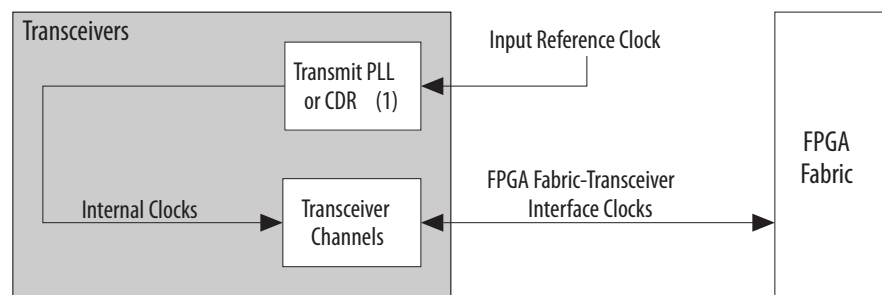 Transceivers
Input Reference Clock
Transmit PLL
or CDR (1)
FPGA
Fabric
FPGA Fabric-Transceiver
Interface Clocks
Internal Clocks
Transceiver
Channels